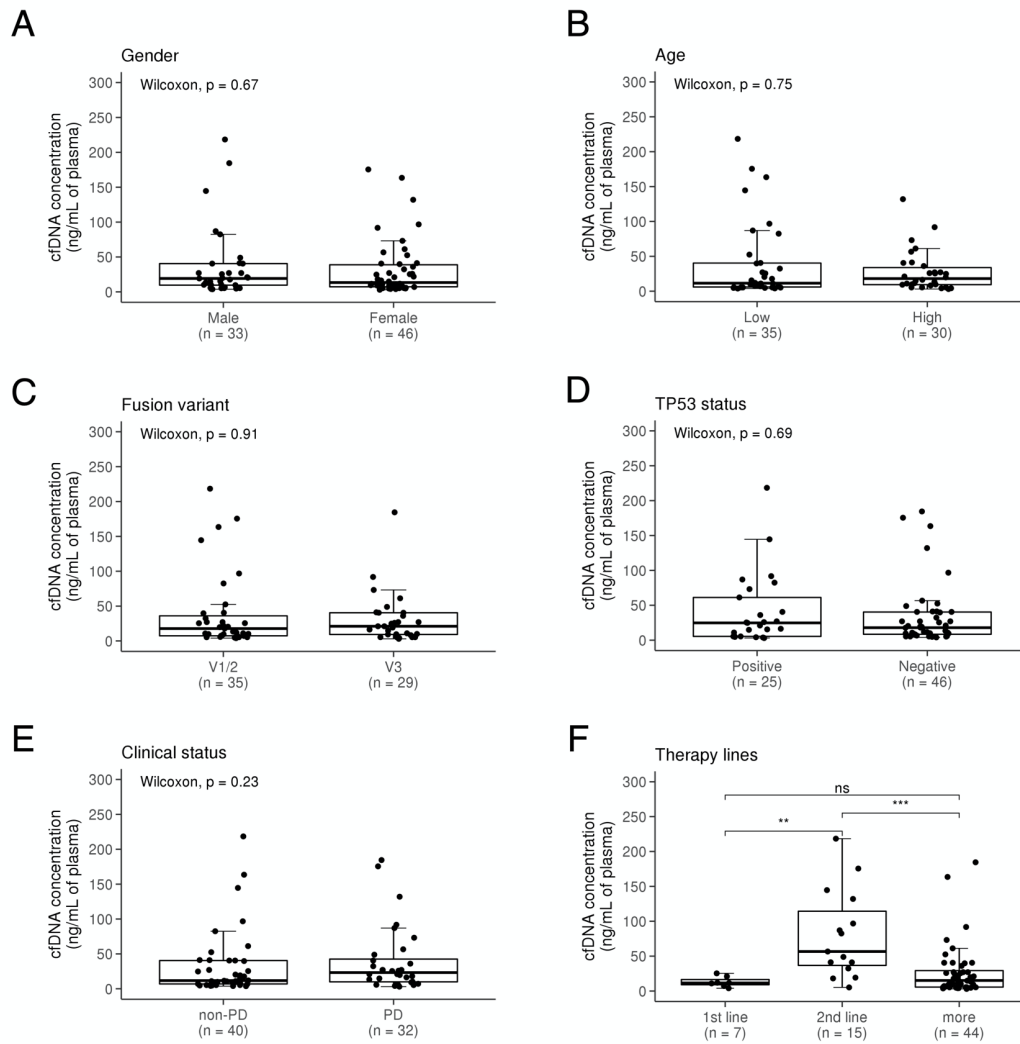 A
Gender
Wilcoxon, p = 0.67
cfDNA concentration
(ng/mL of plasma)
300
250
200
150
100
50
0
Male
(n = 33)
Female
(n = 46)
B
Age
Wilcoxon, p = 0.75
cfDNA concentration
(ng/mL of plasma)
300
250
200
150
100
50
0
Low
(n = 35)
High
(n = 30)
C
Fusion variant
Wilcoxon, p = 0.91
cfDNA concentration
(ng/mL of plasma)
300
250
200
150
100
50
0
V1/2
(n = 35)
V3
(n = 29)
D
TP53 status
Wilcoxon, p = 0.69
cfDNA concentration
(ng/mL of plasma)
300
250
200
150
100
50
0
Positive
(n = 25)
Negative
(n = 46)
E
Clinical status
Wilcoxon, p = 0.23
cfDNA concentration
(ng/mL of plasma)
300
250
200
150
100
50
0
non-PD
(n = 40)
PD
(n = 32)
F
Therapy lines
ns
***
**
cfDNA concentration
(ng/mL of plasma)
300
250
200
150
100
50
0
1st line
(n = 7)
2nd line
(n = 15)
more
(n = 44)